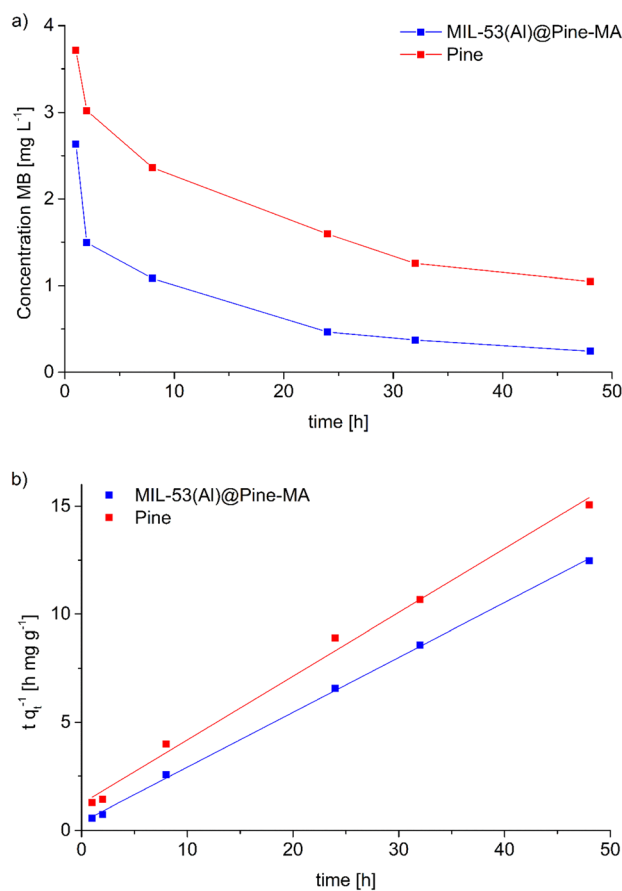 a)
4
3
2
1
0
Concentration MB [mg L⁻¹]
MIL-53(Al)@Pine-MA
Pine
0 10 20 30 40 50
time [h]
b)
15
10
5
0
t qₜ⁻¹ [h mg g⁻¹]
MIL-53(Al)@Pine-MA
Pine
0 10 20 30 40 50
time [h]